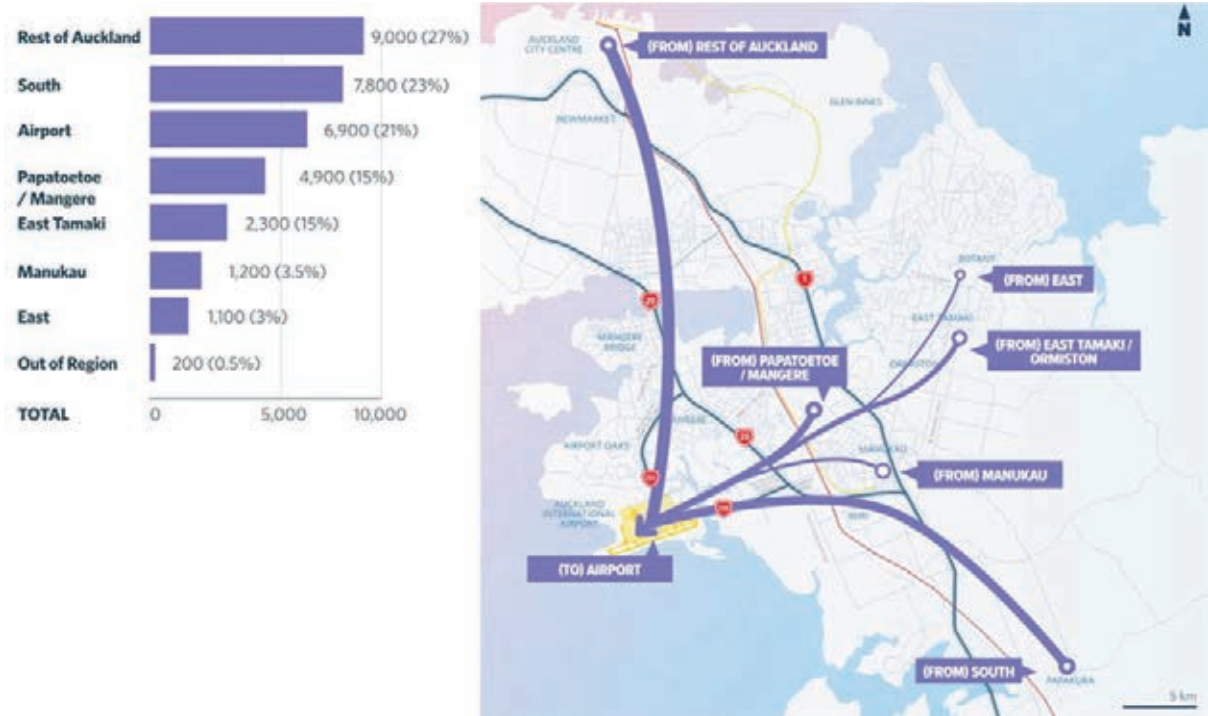 Rest of Auckland
9,000 (27%)
South
7,800 (23%)
Airport
6,900 (21%)
Papatoetoe
/ Mangere
4,900 (15%)
East Tamaki
2,300 (15%)
Manukau
1,200 (3.5%)
East
1,100 (3%)
Out of Region
200 (0.5%)
TOTAL
0
5,000
10,000
N
AUCKLAND
CITY CENTRE
(FROM) REST OF AUCKLAND
GLEN INNES
NEWMARKET
1
BOTANY
(FROM) EAST
20
EAST TAMAKI
MANGERE
BRIDGE
(FROM) EAST TAMAKI /
ORMISTON
(FROM) PAPATOETOE
/ MANGERE
AIRPORT OAKS
MANUKAU
(FROM) MANUKAU
AUCKLAND
INTERNATIONAL
AIRPORT
(TO) AIRPORT
(FROM) SOUTH
PAPAKURA
5 km